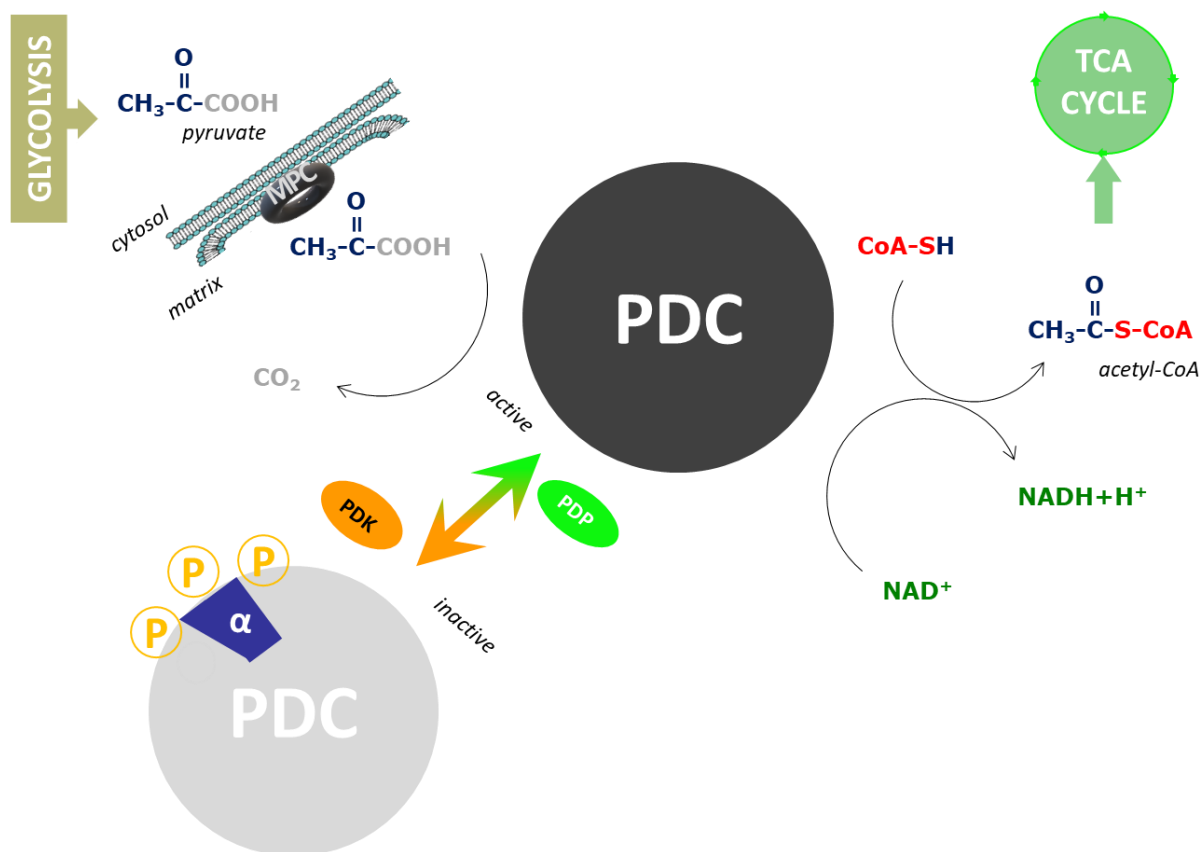 GLYCOLYSIS
O
CH₃-C-COOH
pyruvate
MPC
cytosol
matrix
O
CH₃-C-COOH
CO₂
PDC
CoA-SH
TCA
CYCLE
O
CH₃-C-S-CoA
acetyl-CoA
NADH+H⁺
NAD⁺
active
PDK
PDP
inactive
P
P
P
α
PDC